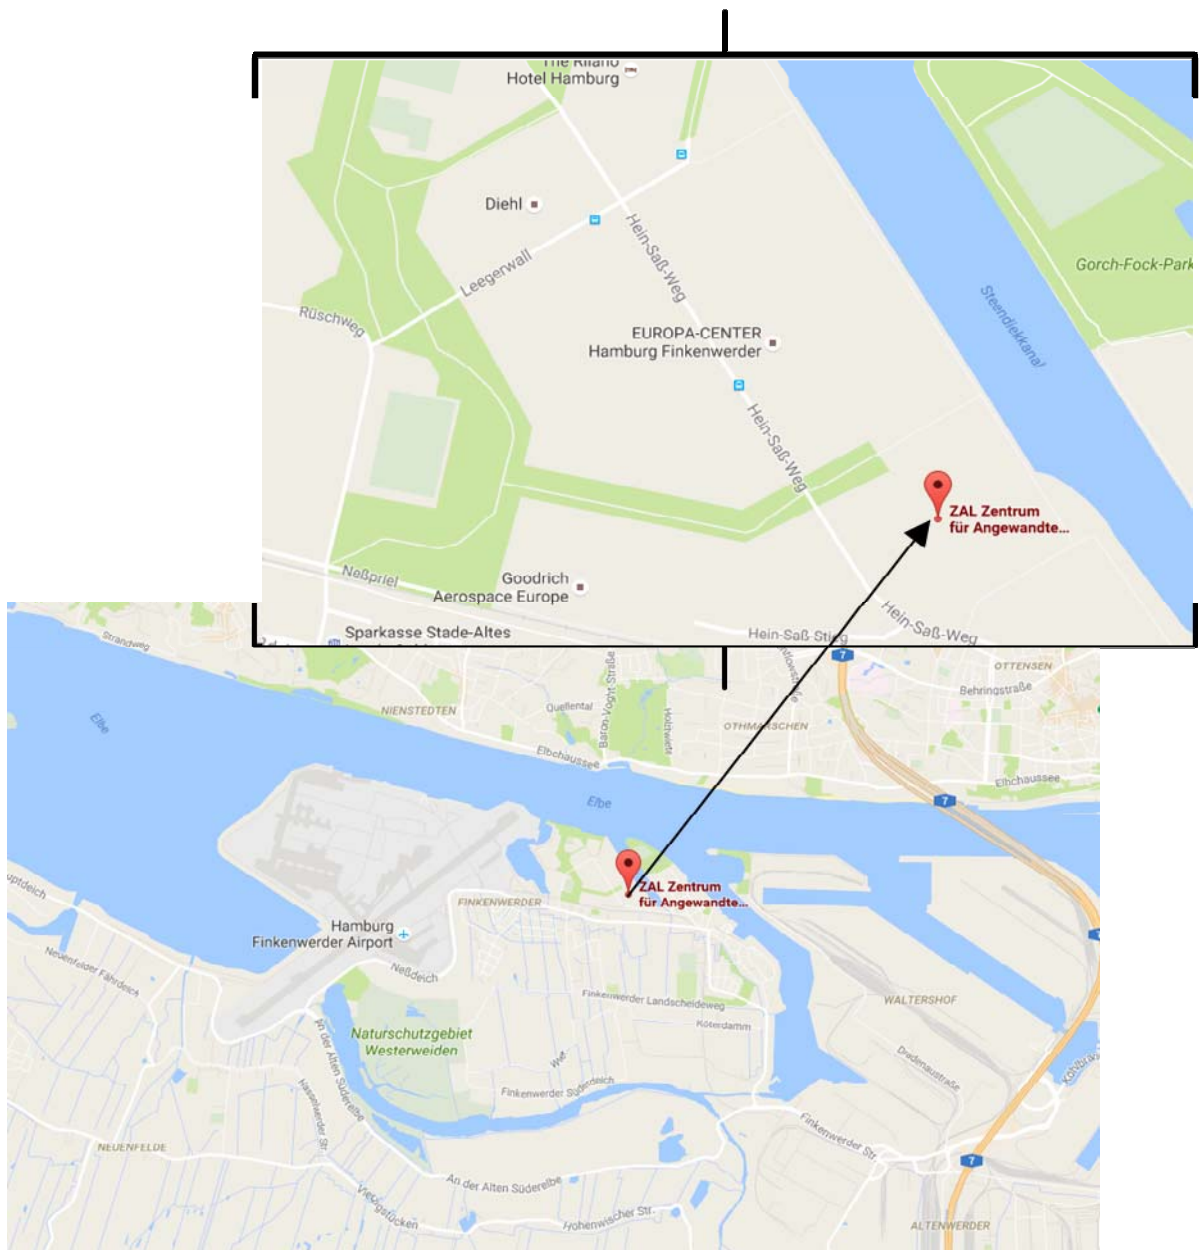 The Rilano
Hotel Hamburg
Diehl
Leegerwall
Hein-Saß-Weg
Gorch-Fock-Park
Steendiekkanal
Rüschweg
EUROPA-CENTER
Hamburg Finkenwerder
Hein-Saß-Weg
ZAL Zentrum
für Angewandte...
Neßpriel
Goodrich
Aerospace Europe
Hein-Saß-Weg
Hein-Saß Stieg
Sparkasse Stade-Altes
Strandweg
7
OTTENSEN
Behringstraße
NIENSTEDTEN
Quellental
Baron-Voght-Straße
Holztwiete
OTHMARSCHEN
Elbe
Elbchaussee
Elbchaussee
7
Elbe
ZAL Zentrum
für Angewandte...
FINKENWERDER
Hamburg
Finkenwerder Airport
Neuenfelder Fährdeich
Neßdeich
Finkenwerder Landscheideweg
WALTERSHOF
Köterdamm
An der Alten Süderelbe
Naturschutzgebiet
Westerweiden
Dradenaustraße
Finkenwerder Süderdeich
Hasselwerder Str.
Finkenwerder Str.
NEUENFELDE
7
An der Alten Süderelbe
Vierzigstücken
Hohenwischer Str.
ALTENWERDER